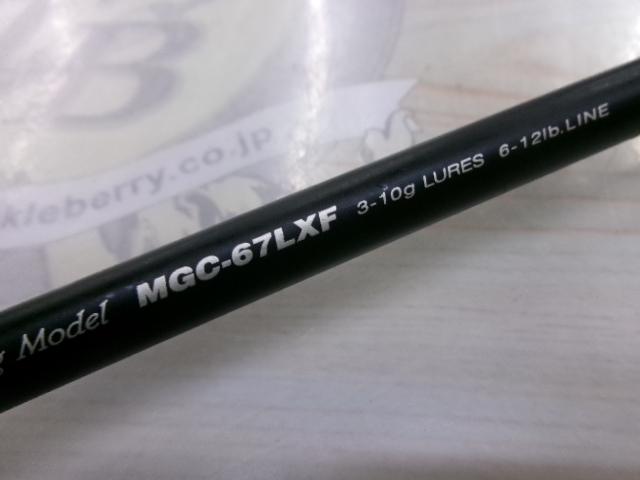 B
kleberry.co.jp
Model MGC-67LXF 3-10g LURES 6-12lb.LINE